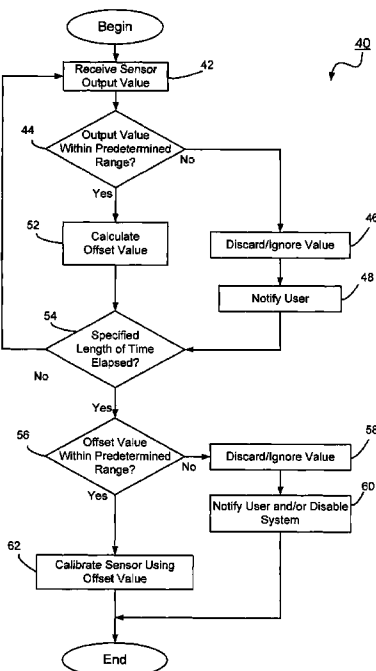 Begin
40
Receive Sensor
Output Value
42
44
Output Value
Within Predetermined
Range?
No
Yes
52
Calculate
Offset Value
Discard/Ignore Value
46
Notify User
48
54
Specified
Length of Time
Elapsed?
No
Yes
56
Offset Value
Within Predetermined
Range?
No
Yes
Discard/Ignore Value
58
Notify User and/or Disable
System
60
62
Calibrate Sensor Using
Offset Value
End